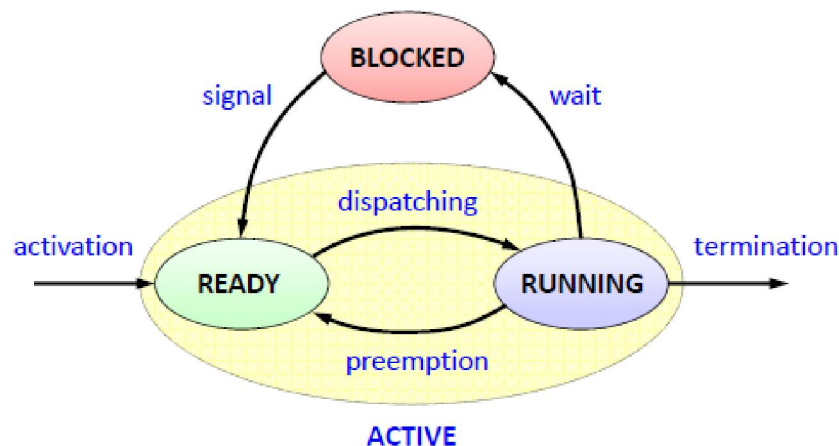 BLOCKED
signal
wait
dispatching
activation
termination
READY
RUNNING
preemption
ACTIVE